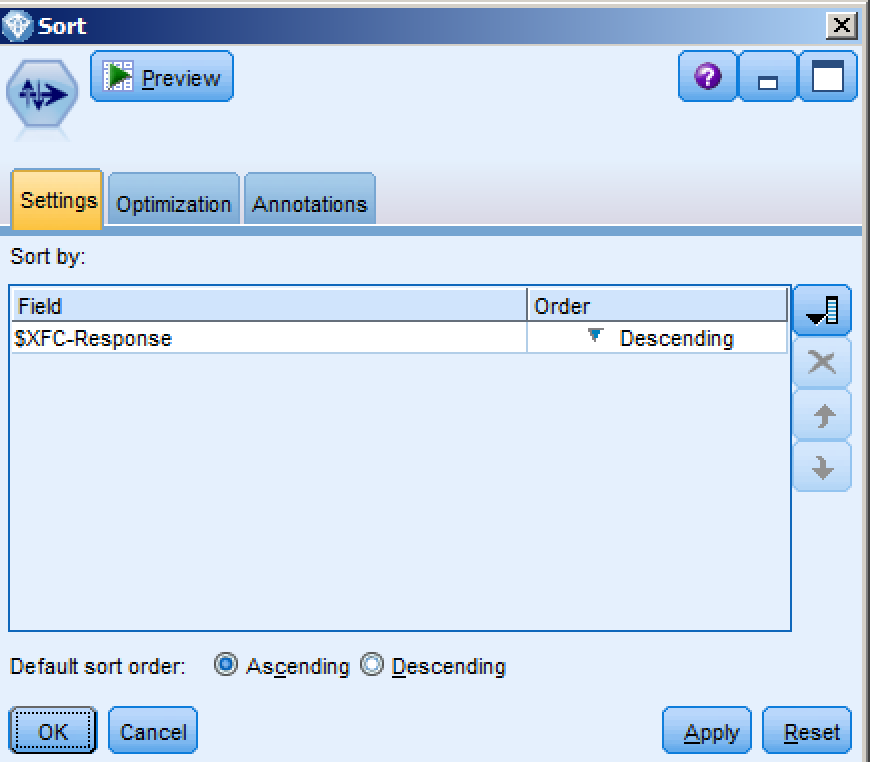 Sort
Preview
Settings Optimization Annotations
Sort by:
Field Order
$XFC-Response Descending
Default sort order: Ascending Descending
OK Cancel Apply Reset